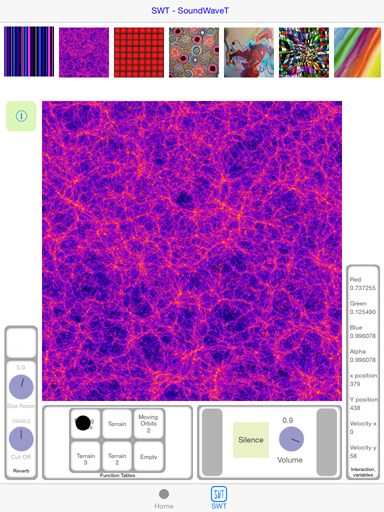 SWT - SoundWaveT
ⓘ
Red
0.737255
Green
0.125490
Blue
0.996078
Alpha
0.996078
x position
379
Y position
438
Velocity x
0
Velocity y
58
Interaction,
variables
5.0
Size Room
10000.0
Cut Off
Reverb
Terrain
Moving
Orbits
2
Terrain
3
Terrain
2
Empty
Function Tables
Silence
0.9
Volume
Home
SWT
SWT